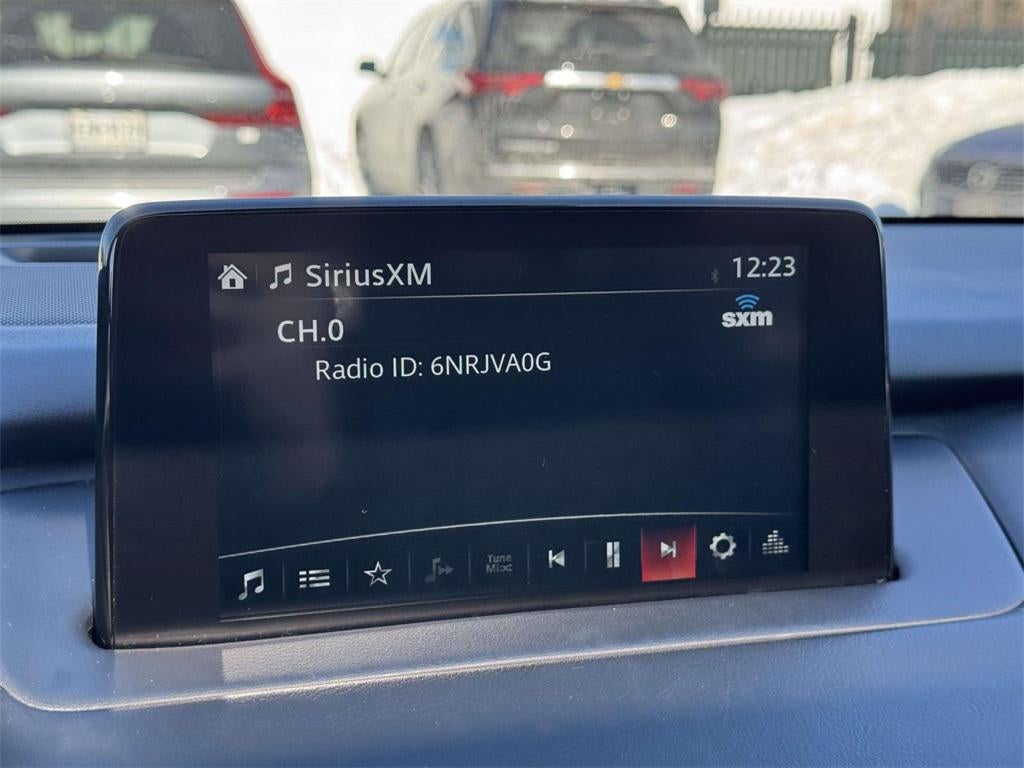 SiriusXM
12:23
sxm
CH.0
Radio ID: 6NRJVA0G
Tune
Mix